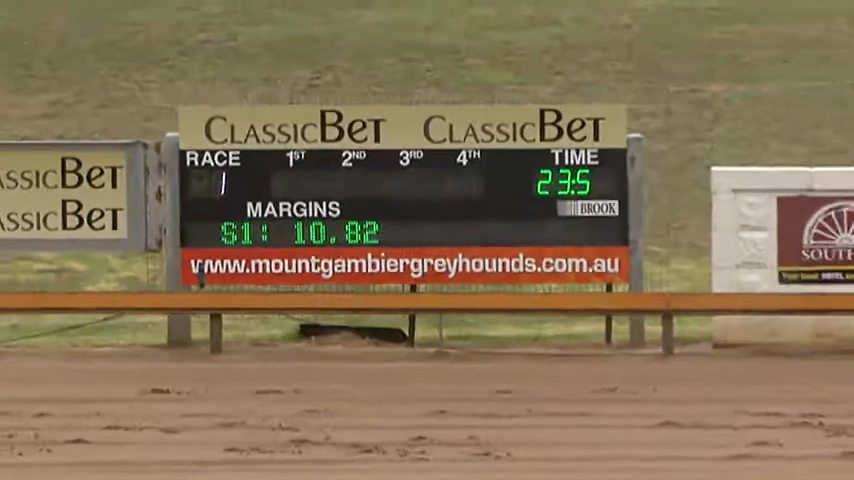 CLASSICBET CLASSICBET
RACE 1ST 2ND 3RD 4TH TIME
1 23:5
MARGINS BROOK
S1: 10.82
www.mountgambiergreyhounds.com.au
CLASSICBET
CLASSICBET
SOUTH